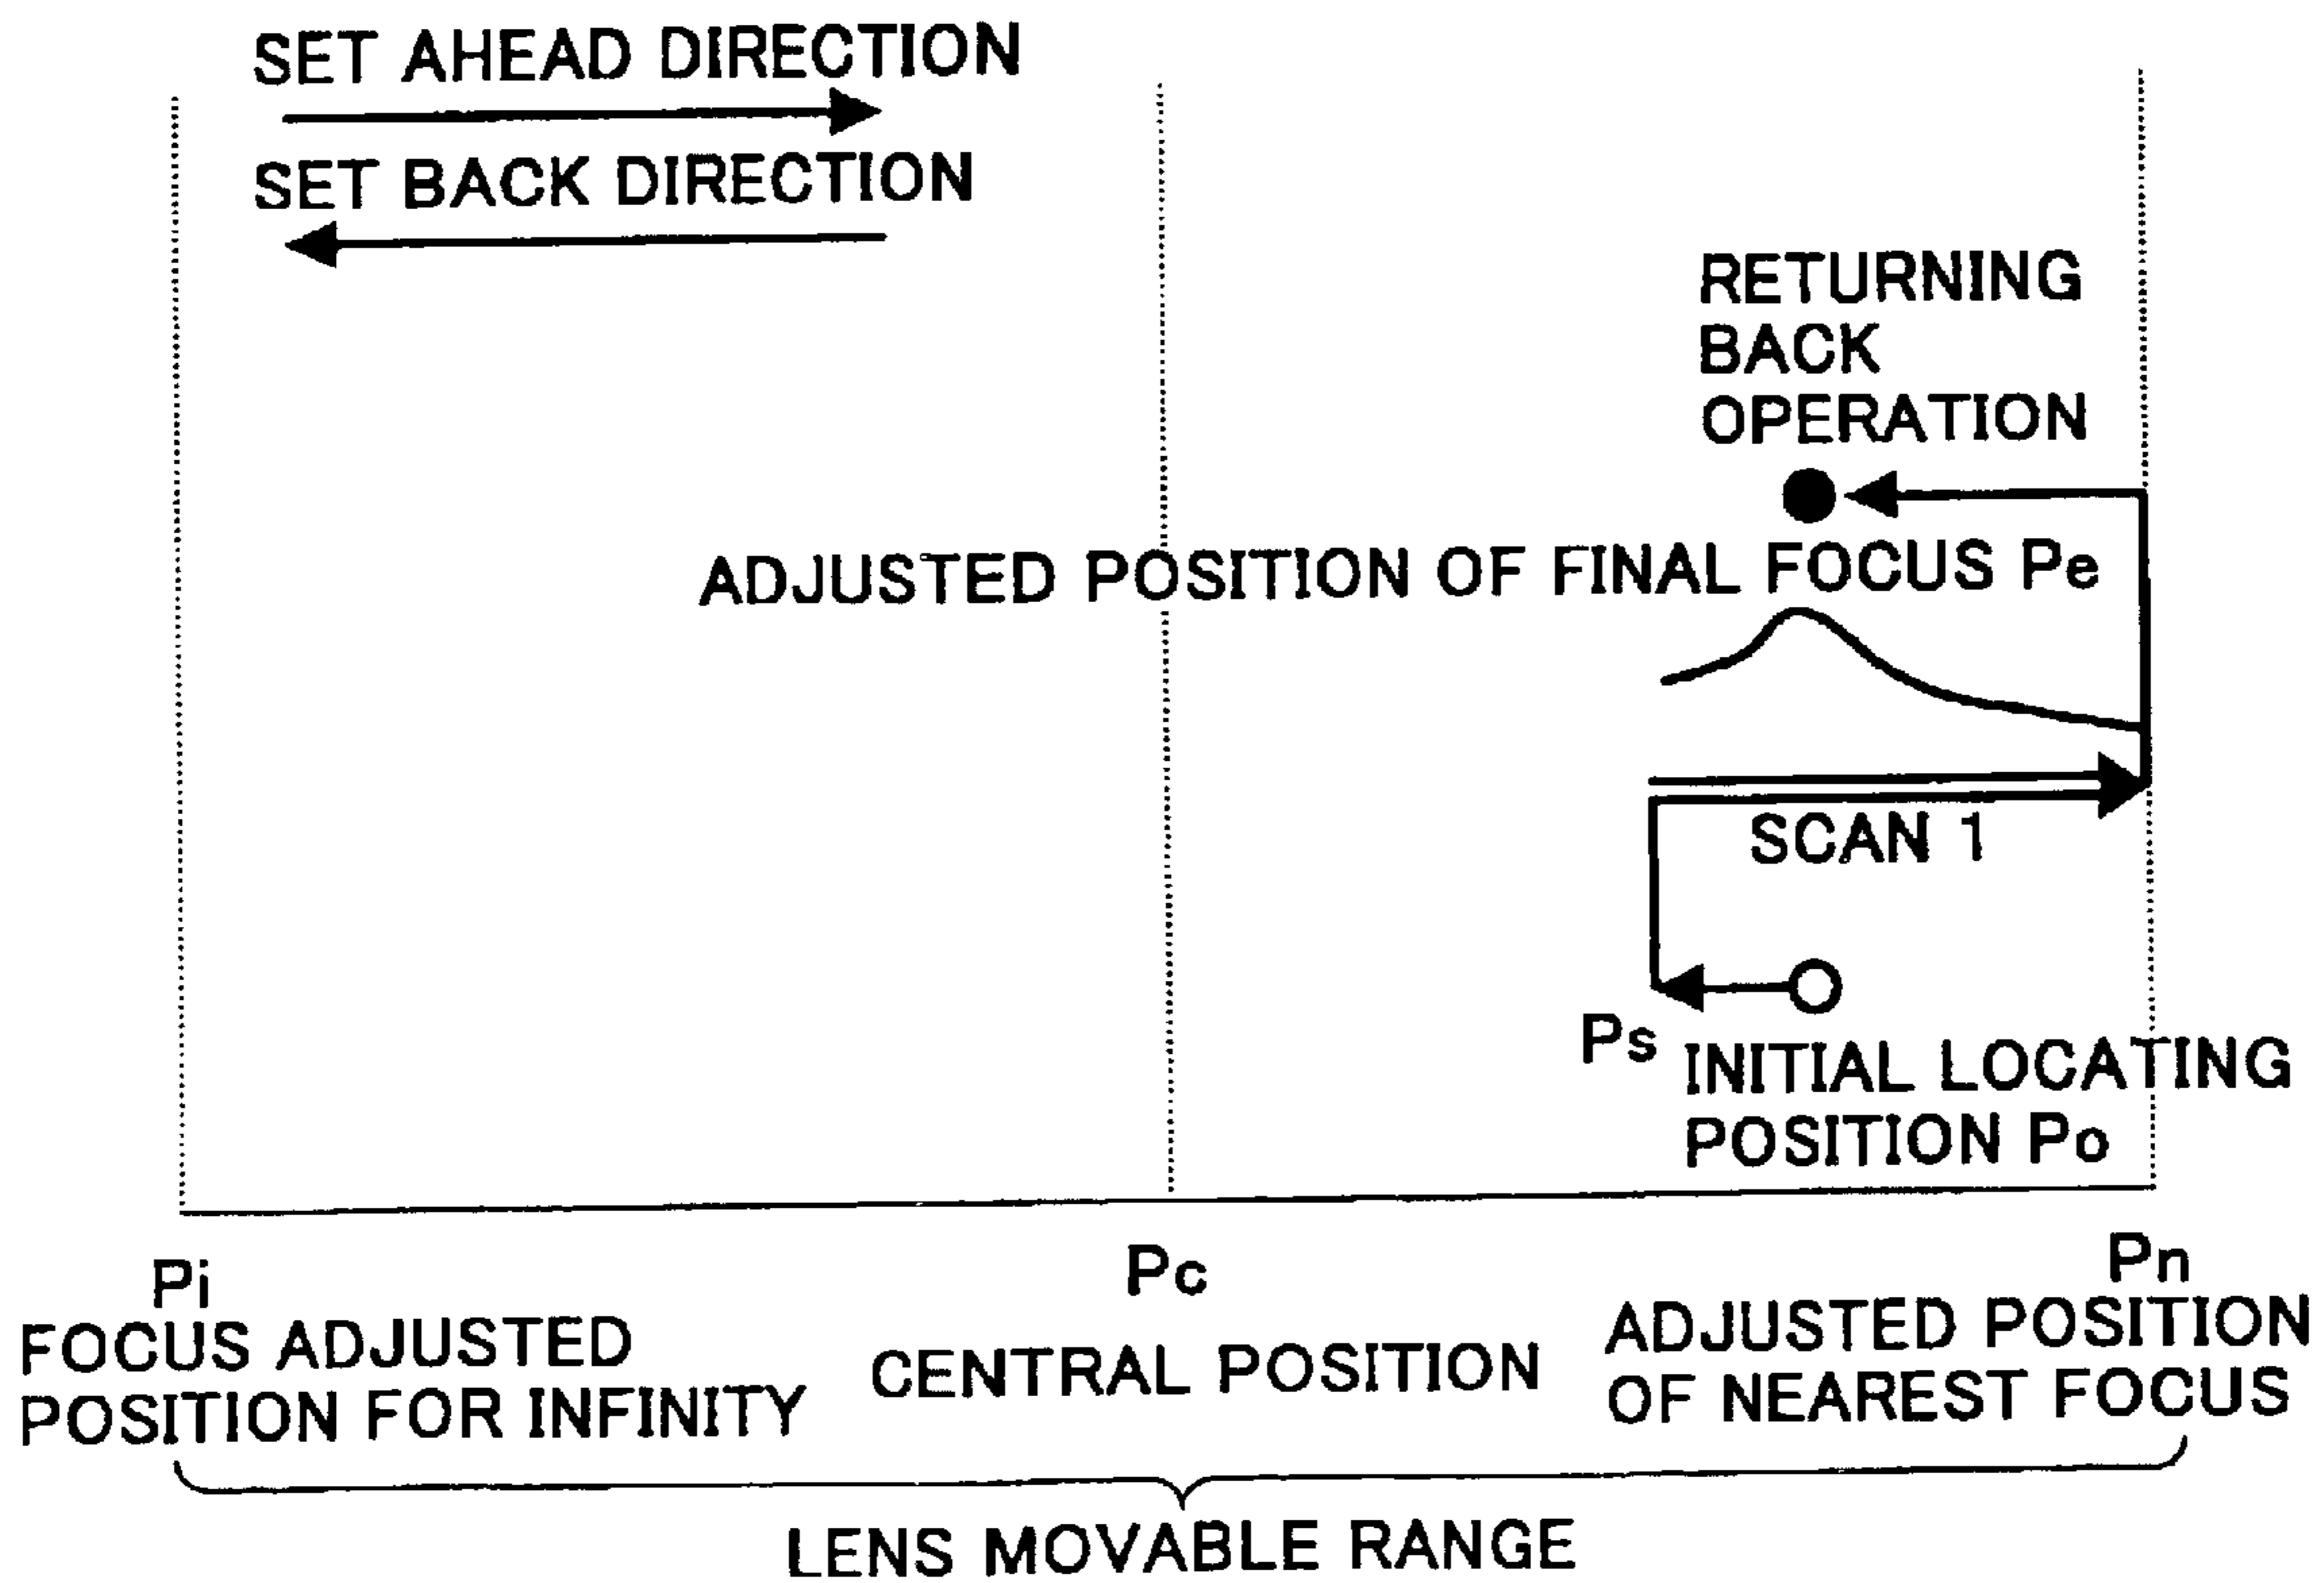 SET AHEAD DIRECTION
SET BACK DIRECTION
RETURNING
BACK
OPERATION
ADJUSTED POSITION OF FINAL FOCUS Pe
SCAN 1
Ps
INITIAL LOCATING
POSITION Po
Pi
FOCUS ADJUSTED
POSITION FOR INFINITY
Pc
CENTRAL POSITION
Pn
ADJUSTED POSITION
OF NEAREST FOCUS
LENS MOVABLE RANGE